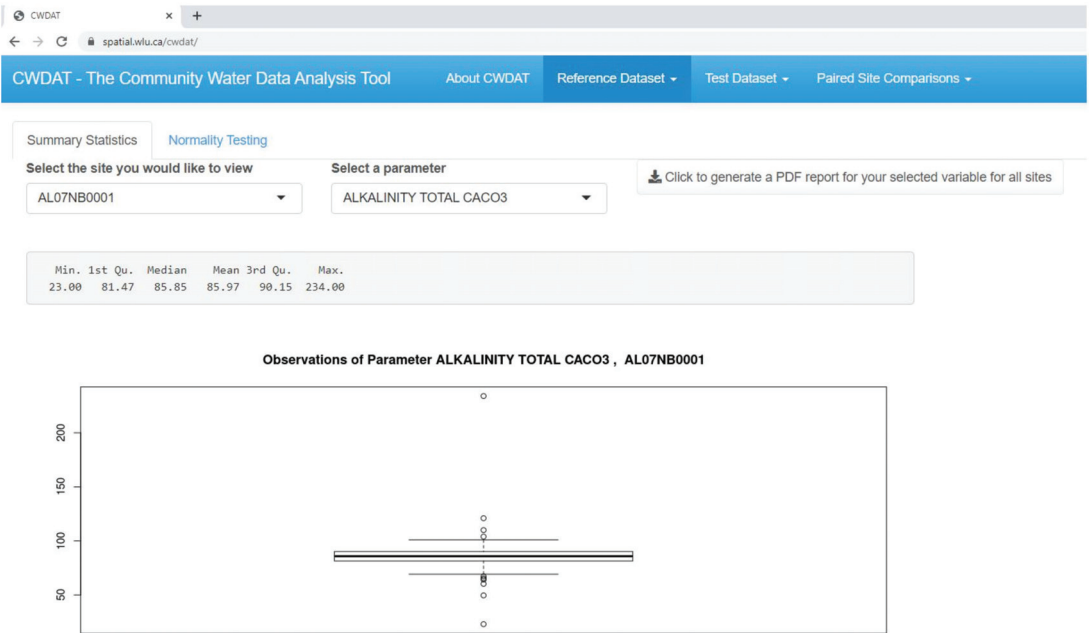 CWDAT
spatial.wlu.ca/cwdat/
CWDAT - The Community Water Data Analysis Tool About CWDAT Reference Dataset Test Dataset Paired Site Comparisons
Summary Statistics Normality Testing
Select the site you would like to view Select a parameter
Click to generate a PDF report for your selected variable for all sites
AL07NB0001 ALKALINITY TOTAL CACO3
Min. 1st Qu. Median Mean 3rd Qu. Max.
23.00 81.47 85.85 85.97 90.15 234.00
Observations of Parameter ALKALINITY TOTAL CACO3 , AL07NB0001
200
150
100
50